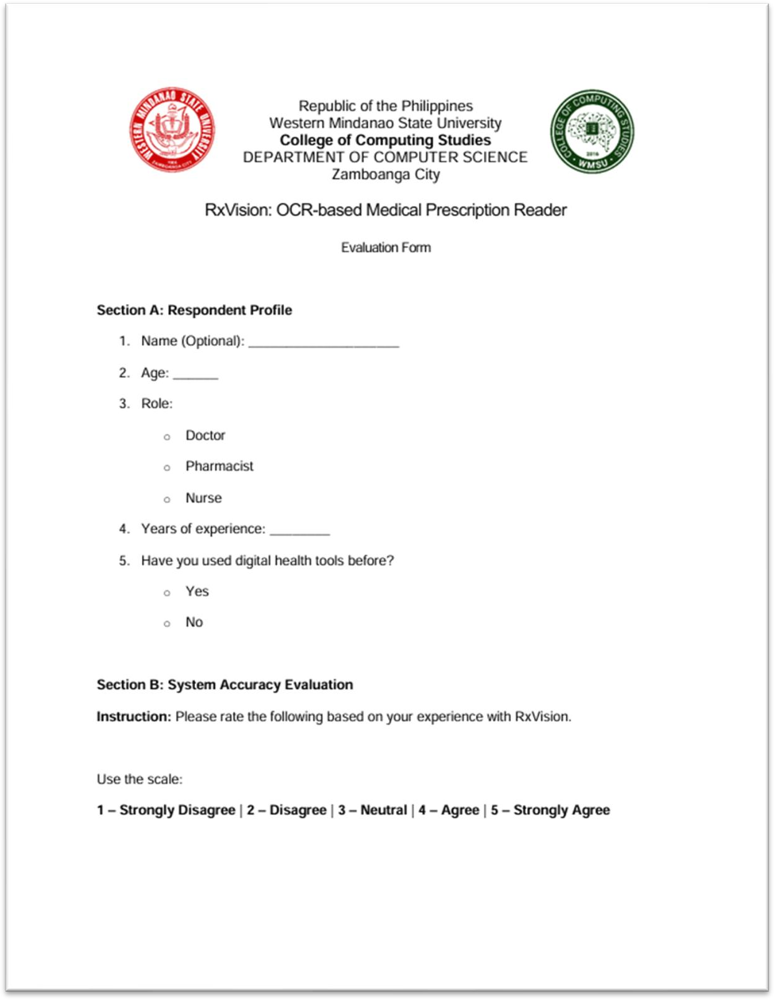 WESTERN MINDANAO STATE UNIVERSITY
ZAMBOANGA CITY
Republic of the Philippines
Western Mindanao State University
College of Computing Studies
DEPARTMENT OF COMPUTER SCIENCE
Zamboanga City
COLLEGE OF COMPUTING STUDIES
2016
WMSU
RxVision: OCR-based Medical Prescription Reader
Evaluation Form
Section A: Respondent Profile
1. Name (Optional): ____________________
2. Age: ______
3. Role:
o Doctor
o Pharmacist
o Nurse
4. Years of experience: ________
5. Have you used digital health tools before?
o Yes
o No
Section B: System Accuracy Evaluation
Instruction: Please rate the following based on your experience with RxVision.
Use the scale:
1 – Strongly Disagree | 2 – Disagree | 3 – Neutral | 4 – Agree | 5 – Strongly Agree